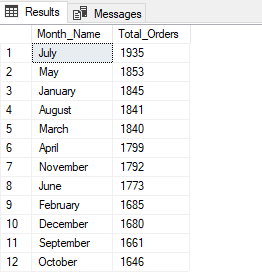 Results Messages
Month_Name Total_Orders
1 July 1935
2 May 1853
3 January 1845
4 August 1841
5 March 1840
6 April 1799
7 November 1792
8 June 1773
9 February 1685
10 December 1680
11 September 1661
12 October 1646